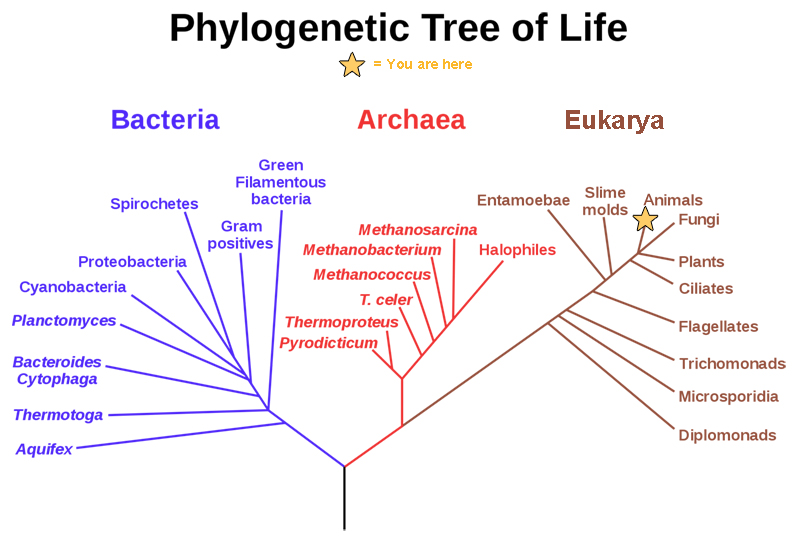 Phylogenetic Tree of Life
= You are here
Bacteria
Archaea
Eukarya
Green
Filamentous
bacteria
Spirochetes
Gram
positives
Proteobacteria
Cyanobacteria
Planctomyces
Bacteroides
Cytophaga
Thermotoga
Aquifex
Methanosarcina
Methanobacterium
Halophiles
Methanococcus
T. celer
Thermoproteus
Pyrodicticum
Entamoebae
Slime
molds
Animals
Fungi
Plants
Ciliates
Flagellates
Trichomonads
Microsporidia
Diplomonads